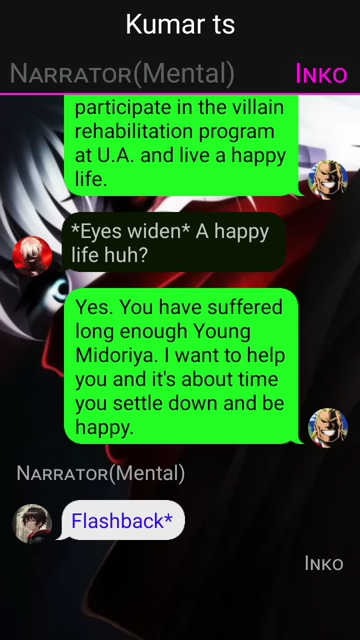 Kumar ts
Narrator(Mental) Inko
participate in the villain
rehabilitation program
at U.A. and live a happy
life.
*Eyes widen* A happy
life huh?
Yes. You have suffered
long enough Young
Midoriya. I want to help
you and it's about time
you settle down and be
happy.
Narrator(Mental)
Flashback*
Inko